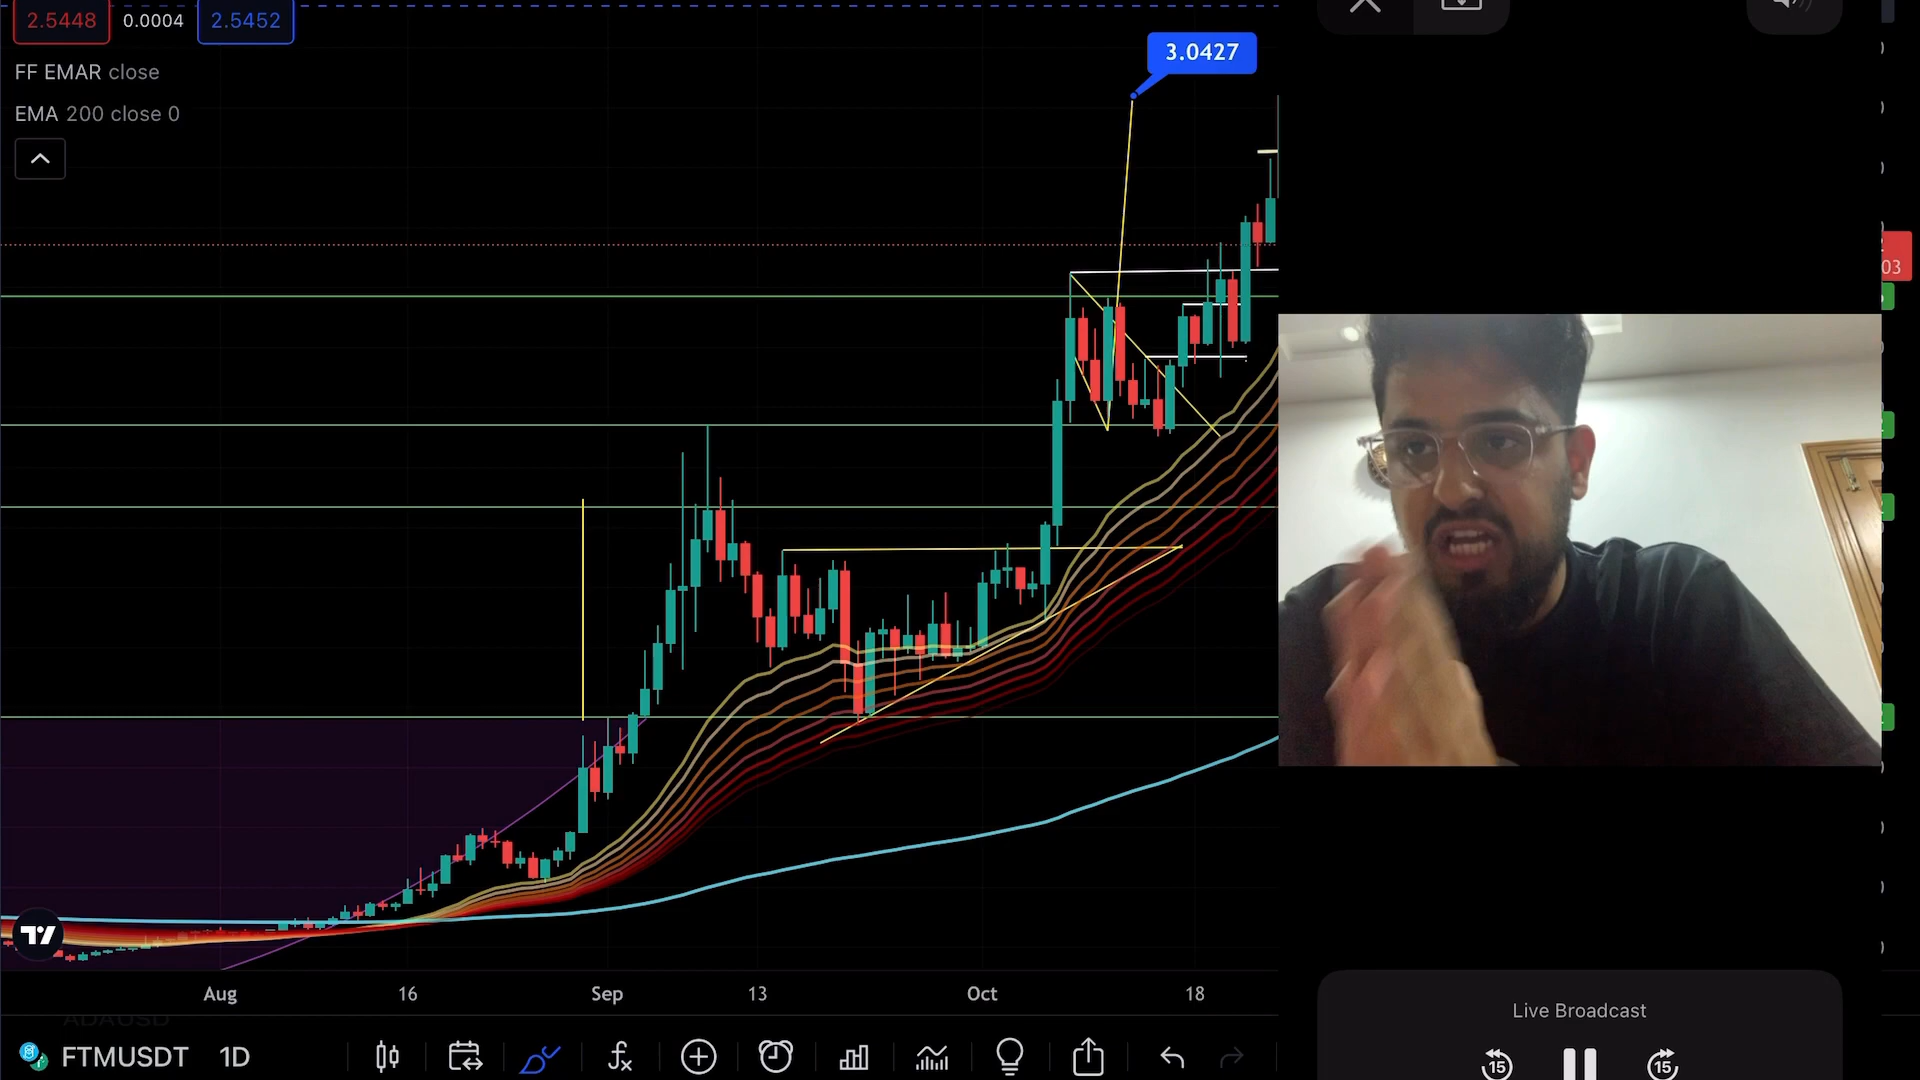 2.5448 0.0004 2.5452
3.0427
FF EMAR close
EMA 200 close 0
03
Aug 16 Sep 13 Oct 18
ADAUSD
FTMUSDT 1D
Live Broadcast
15 15